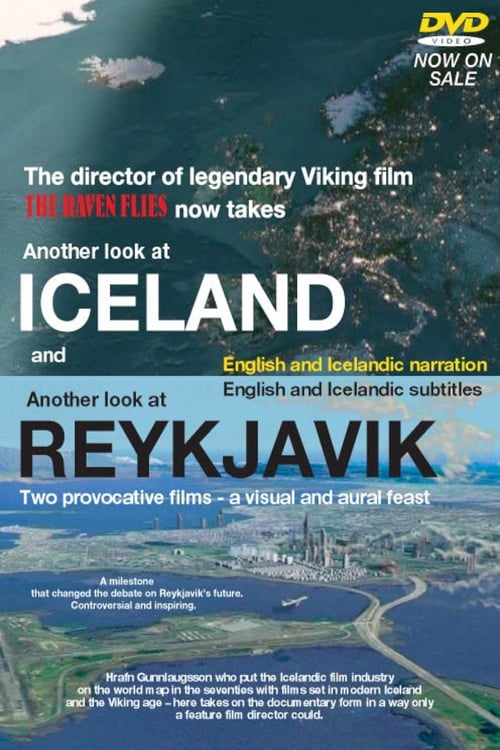 DVD
VIDEO
NOW ON
SALE
The director of legendary Viking film
THE RAVEN FLIES now takes
Another look at
ICELAND
and
English and Icelandic narration
English and Icelandic subtitles
Another look at
REYKJAVIK
Two provocative films - a visual and aural feast
A milestone
that changed the debate on Reykjavik's future.
Controversial and inspiring.
Hrafn Gunnlaugsson who put the Icelandic film industry
on the world map in the seventies with films set in modern Iceland
and the Viking age – here takes on the documentary form in a way only
a feature film director could.